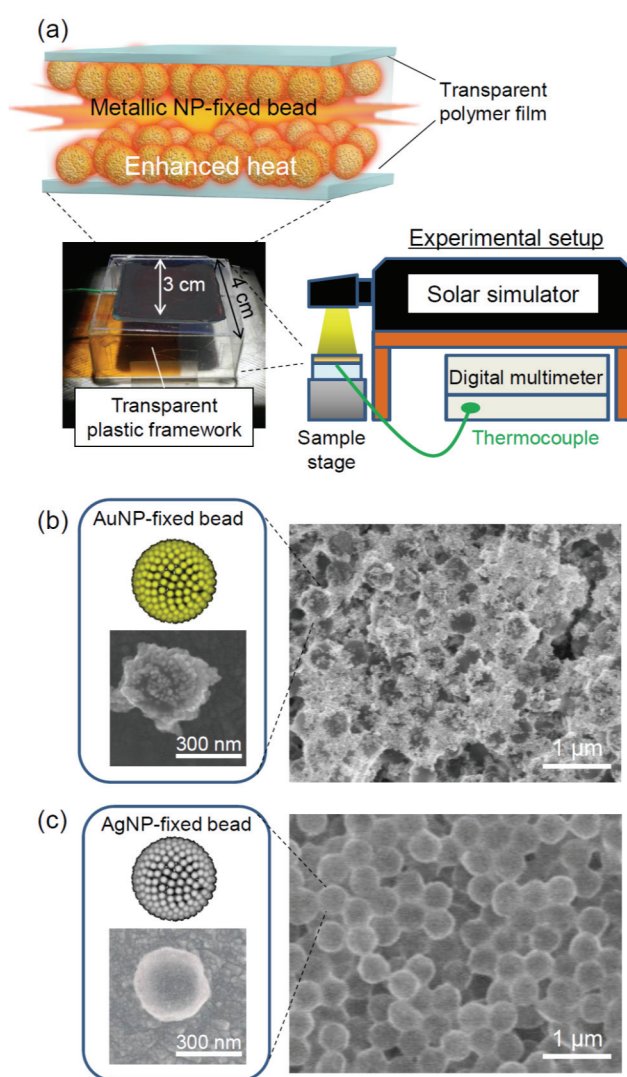 (a)
Metallic NP-fixed bead
Enhanced heat
Transparent
polymer film
3 cm
4 cm
Transparent
plastic framework
Experimental setup
Solar simulator
Digital multimeter
Thermocouple
Sample
stage
(b)
AuNP-fixed bead
300 nm
1 μm
(c)
AgNP-fixed bead
300 nm
1 μm